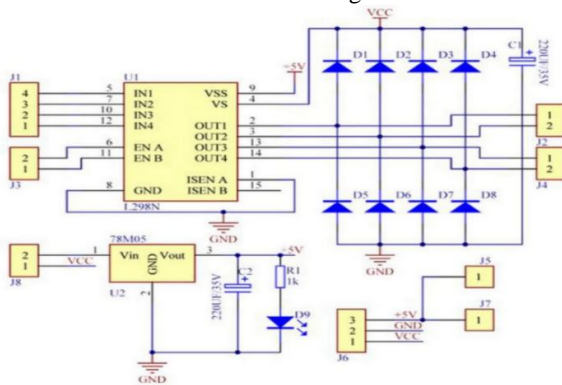 VCC
D1 D2 D3 D4 C1
220UF/35V
+5V
J1 U1
4 5 IN1 VSS 9
3 7 IN2 VS 4
2 10 IN3
1 12 IN4 OUT1 2
OUT2 3
2 6 EN A OUT3 13
1 11 EN B OUT4 14
J3
ISEN A 1
8 GND ISEN B 15
L298N
1
2
J2
1
2
J4
D5 D6 D7 D8
GND
GND
78M05
2 1 Vin GND Vout 3 +5V
1 VCC
J8 U2 2
C2 220UF/35V
R1
1k
D9
GND
J5
1
J7
1
3 +5V
2 GND
1 VCC
J6